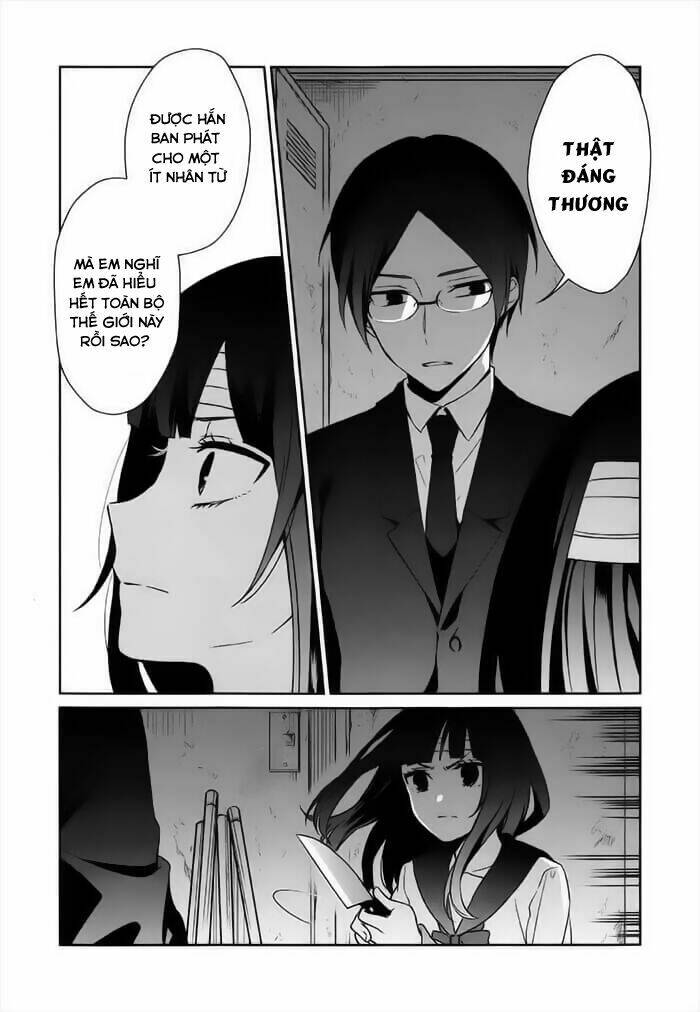 THẬT
ĐÁNG
THƯƠNG
ĐƯỢC HẮN
BAN PHÁT
CHO MỘT
ÍT NHÂN TỪ
MÀ EM NGHĨ
EM ĐÃ HIỂU
HẾT TOÀN BỘ
THẾ GIỚI NÀY
RỒI SAO?